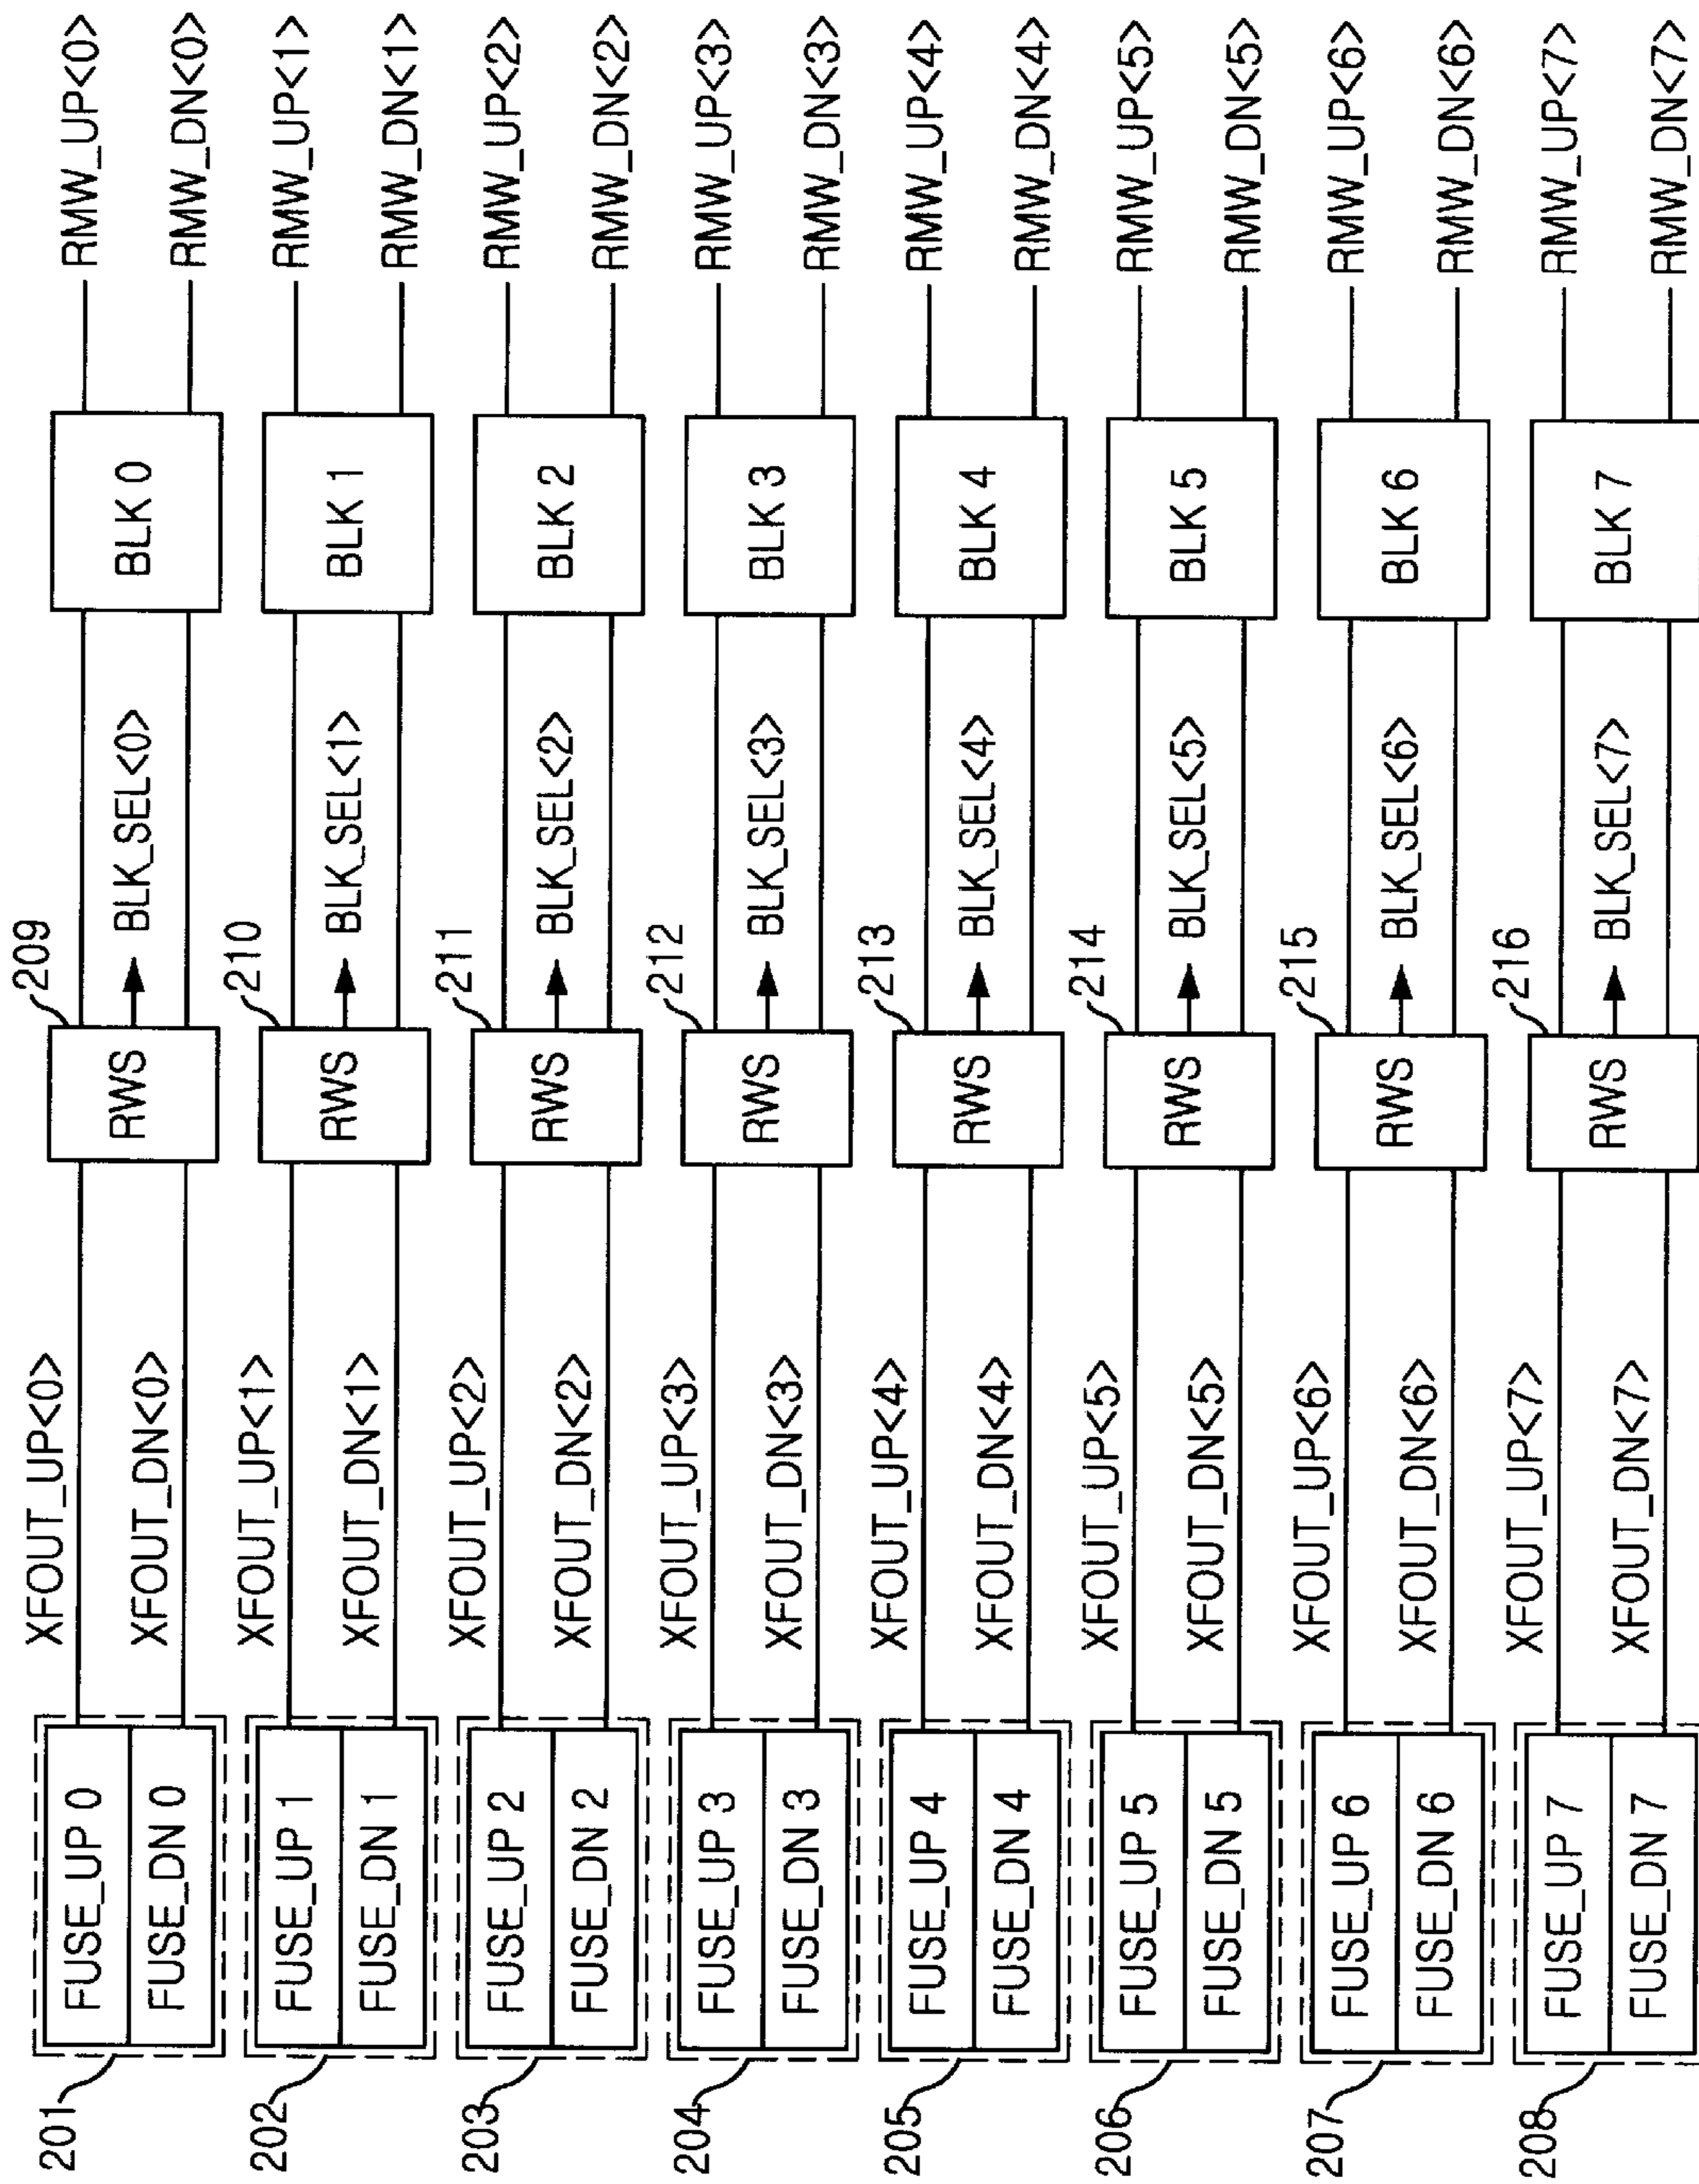 201
FUSE_UP 0
FUSE_DN 0
XFOUT_UP<0>
XFOUT_DN<0>
209
RWS
BLK_SEL<0>
BLK 0
RMW_UP<0>
RMW_DN<0>
202
FUSE_UP 1
FUSE_DN 1
XFOUT_UP<1>
XFOUT_DN<1>
210
RWS
BLK_SEL<1>
BLK 1
RMW_UP<1>
RMW_DN<1>
203
FUSE_UP 2
FUSE_DN 2
XFOUT_UP<2>
XFOUT_DN<2>
211
RWS
BLK_SEL<2>
BLK 2
RMW_UP<2>
RMW_DN<2>
204
FUSE_UP 3
FUSE_DN 3
XFOUT_UP<3>
XFOUT_DN<3>
212
RWS
BLK_SEL<3>
BLK 3
RMW_UP<3>
RMW_DN<3>
205
FUSE_UP 4
FUSE_DN 4
XFOUT_UP<4>
XFOUT_DN<4>
213
RWS
BLK_SEL<4>
BLK 4
RMW_UP<4>
RMW_DN<4>
206
FUSE_UP 5
FUSE_DN 5
XFOUT_UP<5>
XFOUT_DN<5>
214
RWS
BLK_SEL<5>
BLK 5
RMW_UP<5>
RMW_DN<5>
207
FUSE_UP 6
FUSE_DN 6
XFOUT_UP<6>
XFOUT_DN<6>
215
RWS
BLK_SEL<6>
BLK 6
RMW_UP<6>
RMW_DN<6>
208
FUSE_UP 7
FUSE_DN 7
XFOUT_UP<7>
XFOUT_DN<7>
216
RWS
BLK_SEL<7>
BLK 7
RMW_UP<7>
RMW_DN<7>